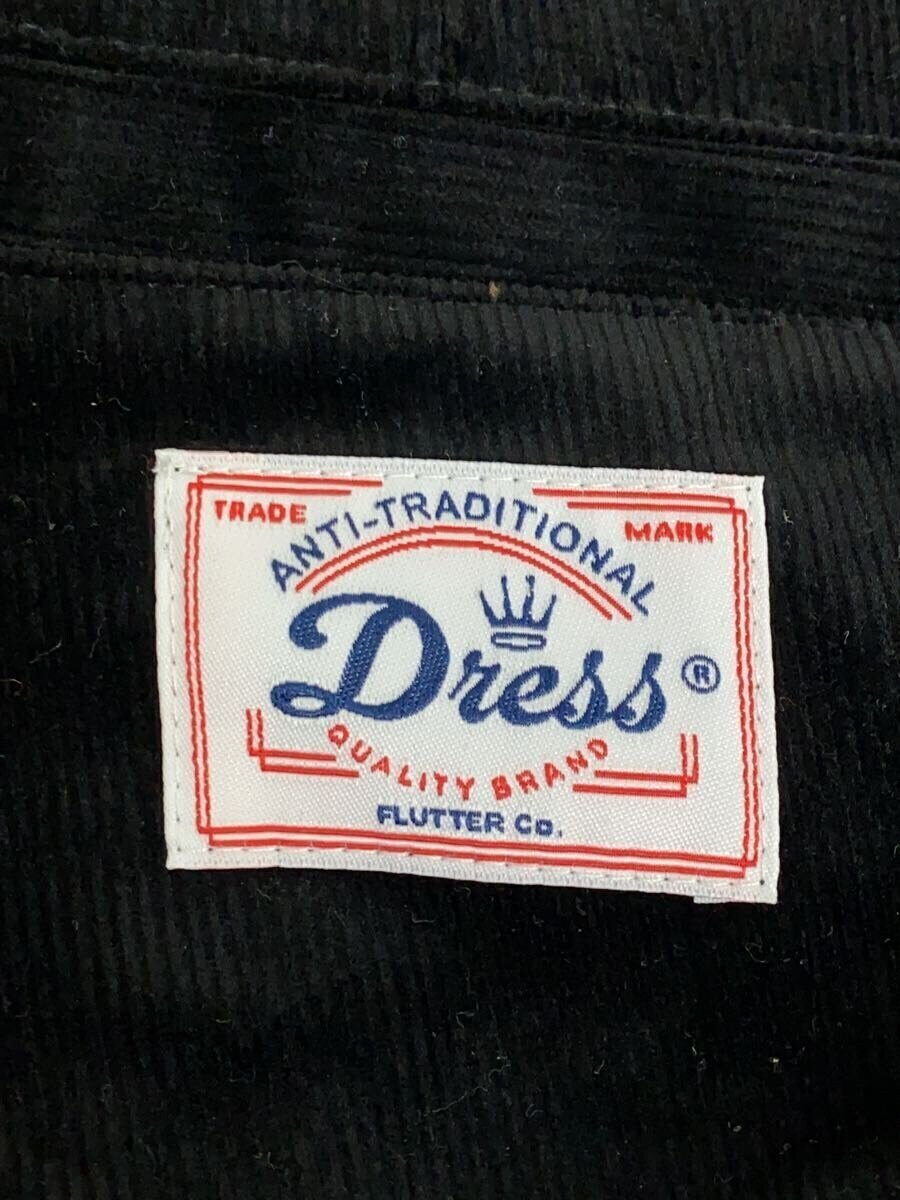 TRADE MARK
ANTI-TRADITIONAL
Dress®
QUALITY BRAND
FLUTTER Co.